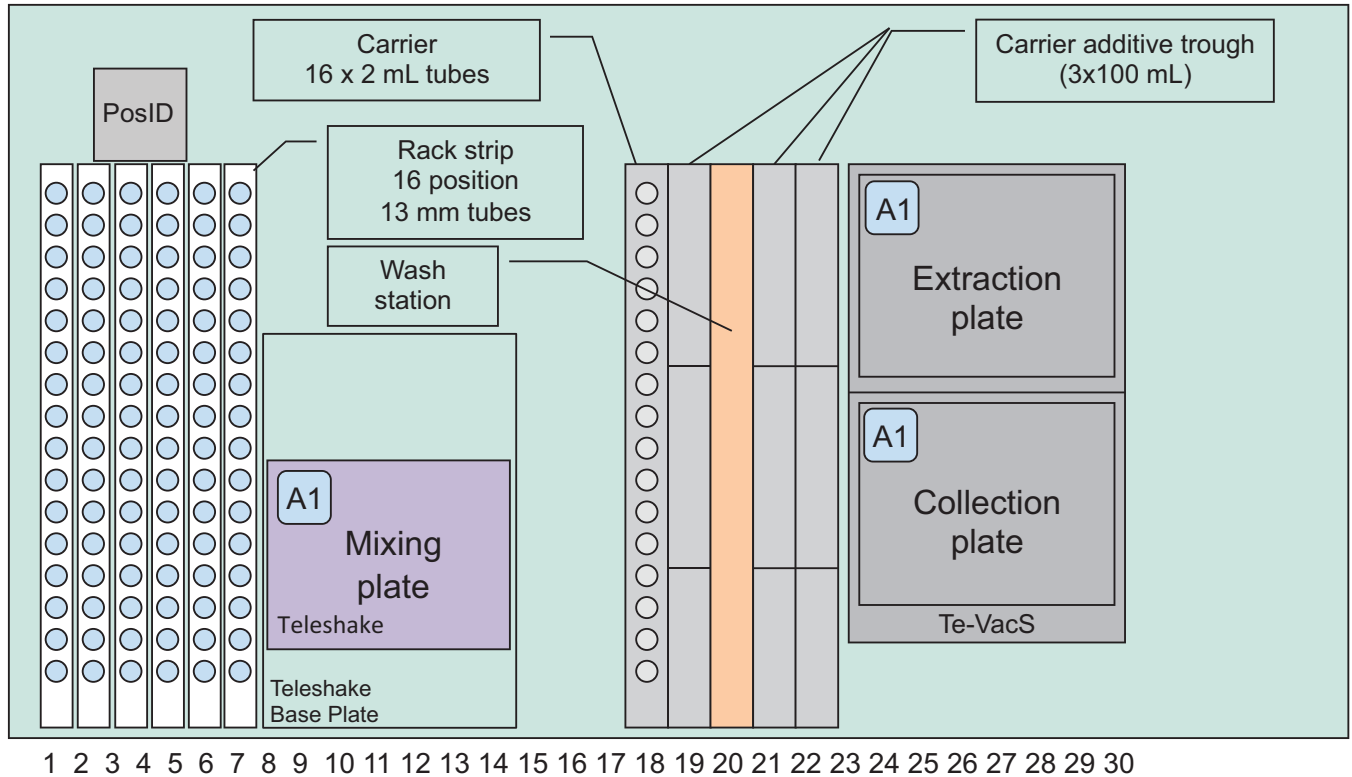 Carrier
16 x 2 mL tubes
Carrier additive trough
(3x100 mL)
PosID
Rack strip
16 position
13 mm tubes
Wash
station
A1
Extraction
plate
A1
Collection
plate
Te-VacS
A1
Mixing
plate
Teleshake
Teleshake
Base Plate
1 2 3 4 5 6 7 8 9 10 11 12 13 14 15 16 17 18 19 20 21 22 23 24 25 26 27 28 29 30